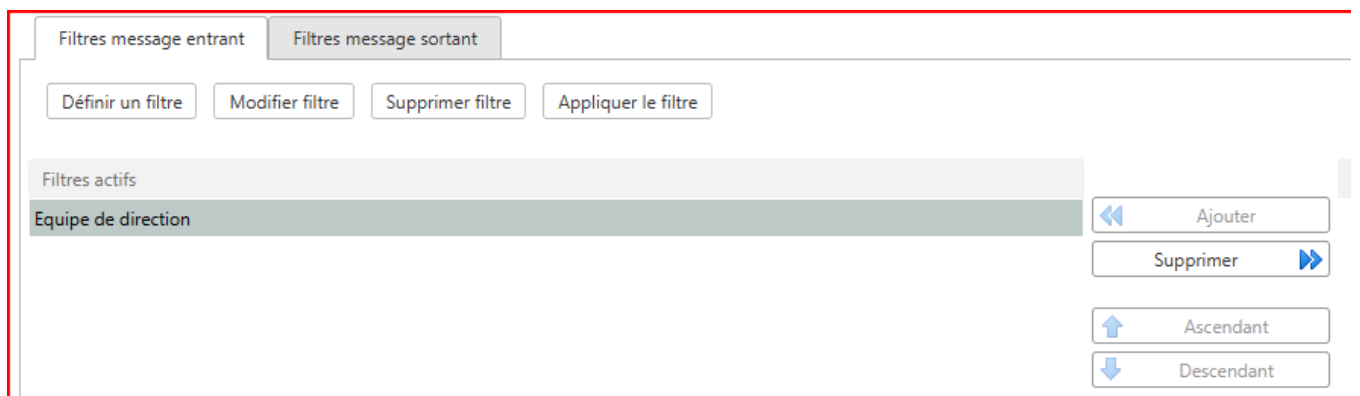 Filtres message entrant Filtres message sortant
Définir un filtre Modifier filtre Supprimer filtre Appliquer le filtre
Filtres actifs
Equipe de direction
Ajouter
Supprimer
Ascendant
Descendant